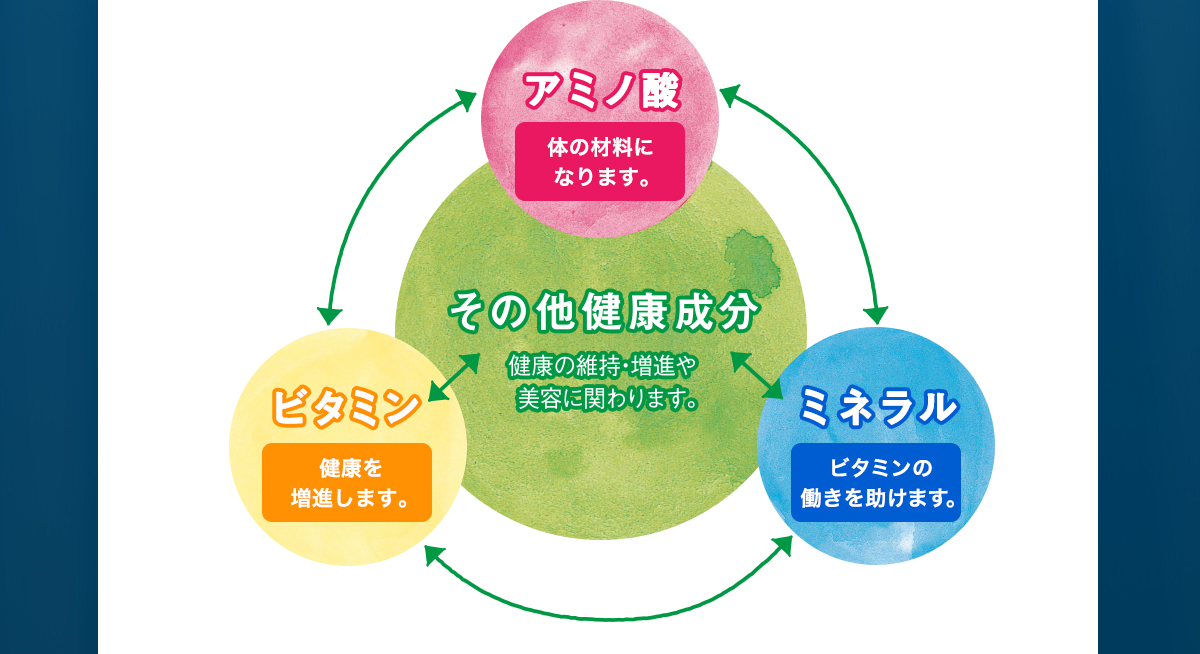 アミノ酸
体の材料に
なります。
その他健康成分
健康の維持・増進や
美容に関わります。
ビタミン
健康を
増進します。
ミネラル
ビタミンの
働きを助けます。